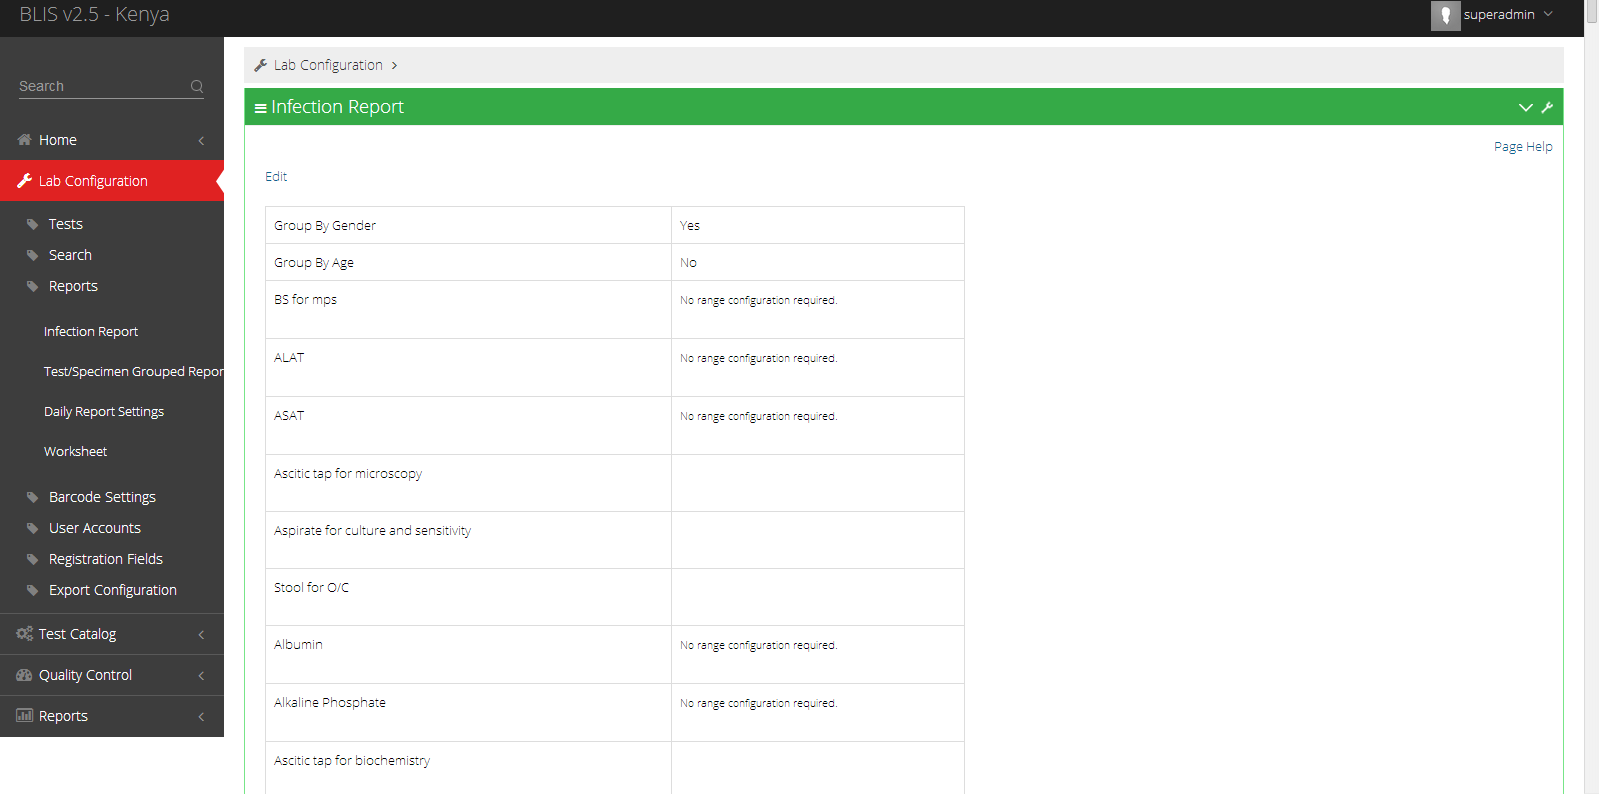 BLIS v2.5 - Kenya
superadmin
Search
Home
Lab Configuration
Tests
Search
Reports
Infection Report
Test/Specimen Grouped Repor
Daily Report Settings
Worksheet
Barcode Settings
User Accounts
Registration Fields
Export Configuration
Test Catalog
Quality Control
Reports
Lab Configuration
Infection Report
Page Help
Edit
Group By Gender Yes
Group By Age No
BS for mps No range configuration required.
ALAT No range configuration required.
ASAT No range configuration required.
Ascitic tap for microscopy
Aspirate for culture and sensitivity
Stool for O/C
Albumin No range configuration required.
Alkaline Phosphate No range configuration required.
Ascitic tap for biochemistry